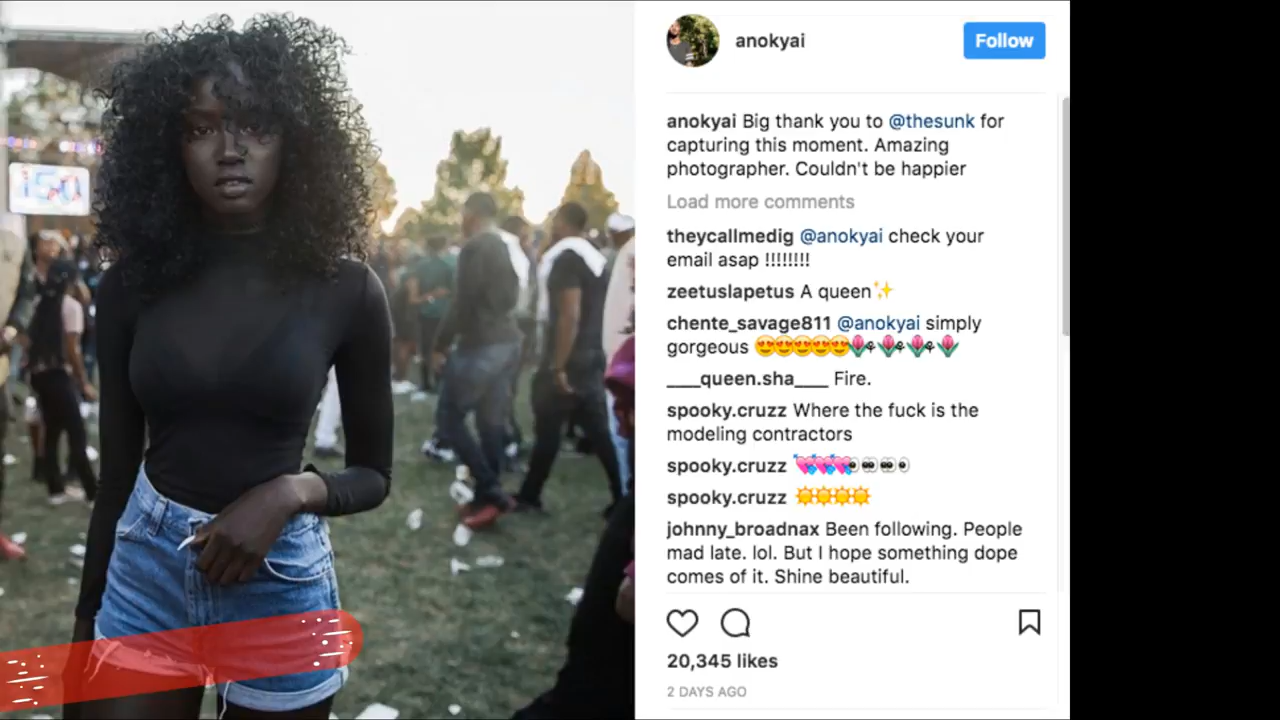 150
anokyai
Follow
anokyai Big thank you to @thesunk for
capturing this moment. Amazing
photographer. Couldn't be happier
Load more comments
theycallmedig @anokyai check your
email asap !!!!!!!!
zeetuslapetus A queen✨
chente_savage811 @anokyai simply
gorgeous 😍😍😍😍😍🌷🌷🌷🌷
____queen.sha____ Fire.
spooky.cruzz Where the fuck is the
modeling contractors
spooky.cruzz 💘💘💘👀👀👀
spooky.cruzz ☀️☀️☀️☀️
johnny_broadnax Been following. People
mad late. lol. But I hope something dope
comes of it. Shine beautiful.
20,345 likes
2 DAYS AGO